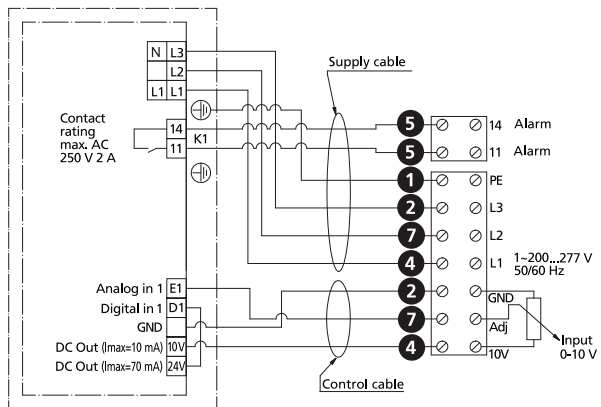 N L3
L2
L1 L1
Supply cable
Contact
rating
max. AC
250 V 2 A
14
11
K1
5 14 Alarm
5 11 Alarm
1 PE
2 L3
7 L2
4 L1
1~200...277 V
50/60 Hz
Analog in 1 E1
Digital in 1 D1
GND
DC Out (Imax=10 mA) 10V
DC Out (Imax=70 mA) 24V
2 GND
7 Adj
4 10V
Input
0-10 V
Control cable